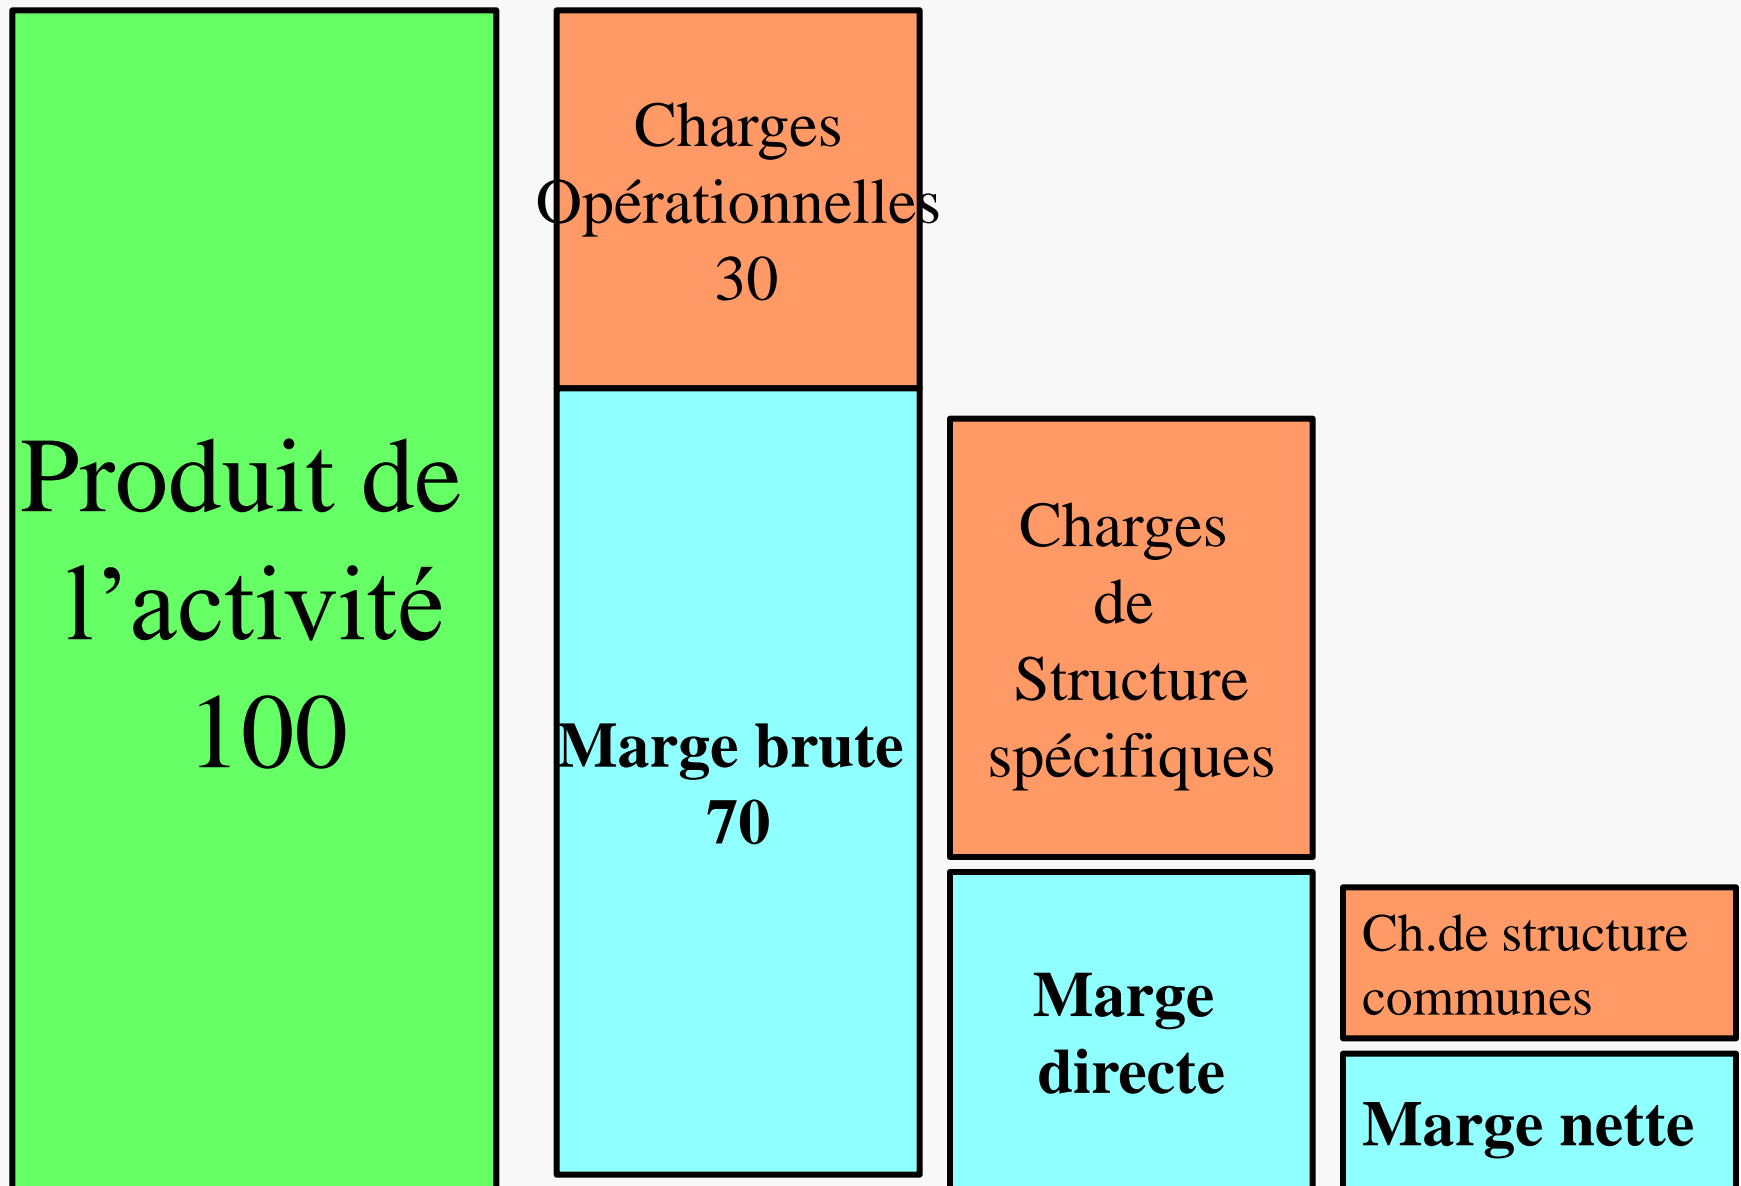 Produit de
l’activité
100
Charges
Opérationnelles
30
Marge brute
70
Charges
de
Structure
spécifiques
Marge
directe
Ch.de structure
communes
Marge nette